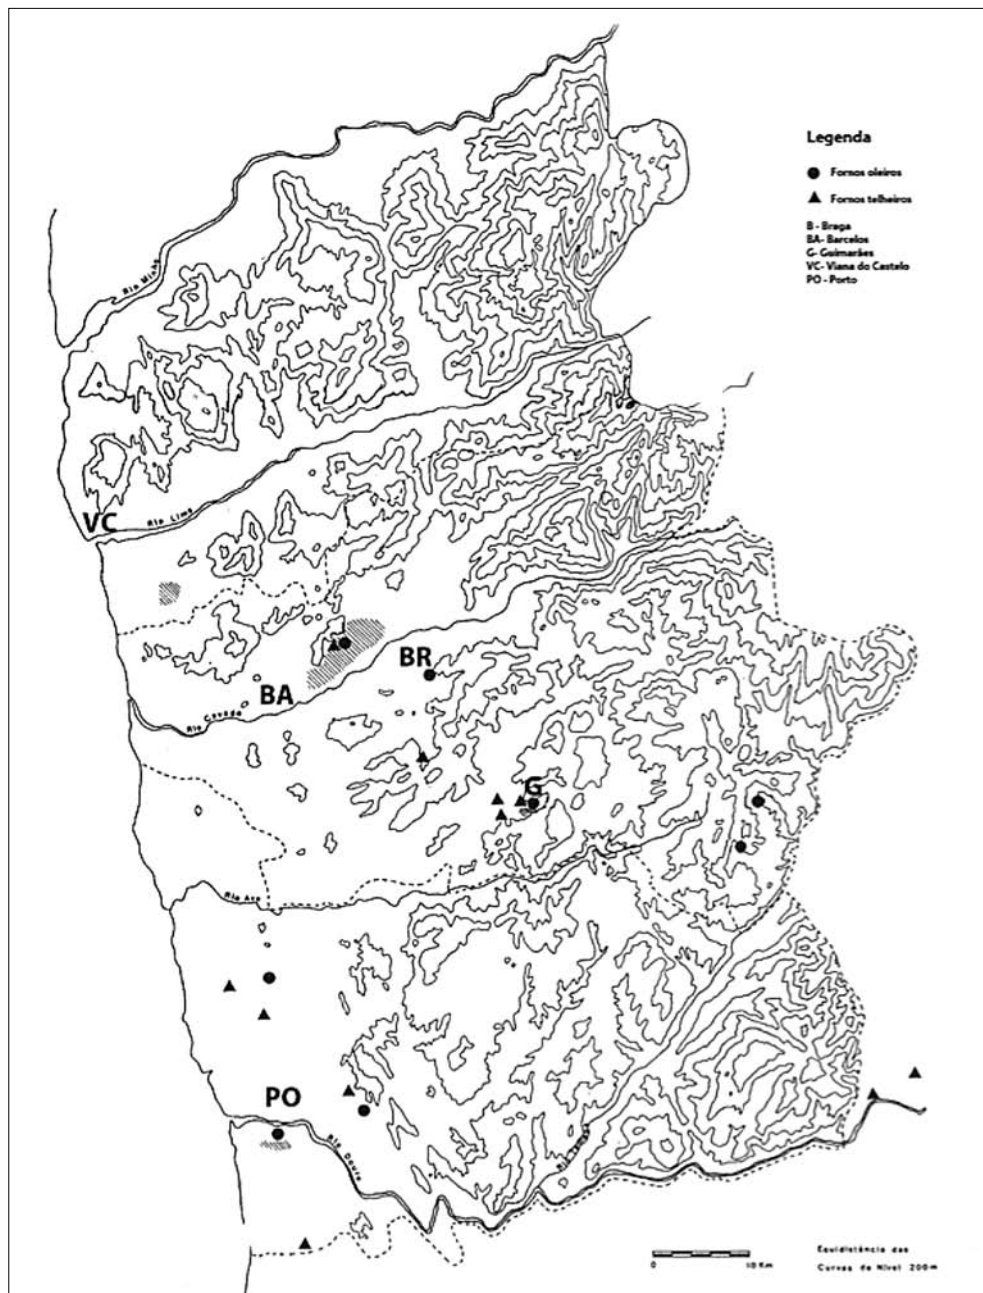 Legenda
Fornos oleiros
Fornos telheiros
B - Braga
BA- Barcelos
G- Guimarães
VC- Viana do Castelo
PO - Porto
Rio Minho
VC
Rio Lima
BR
BA
Rio Cavado
G
Rio Ave
PO
Rio Douro
Rio Tamega
0 10 Km
Equidistância das
Curvas de Nível 200m